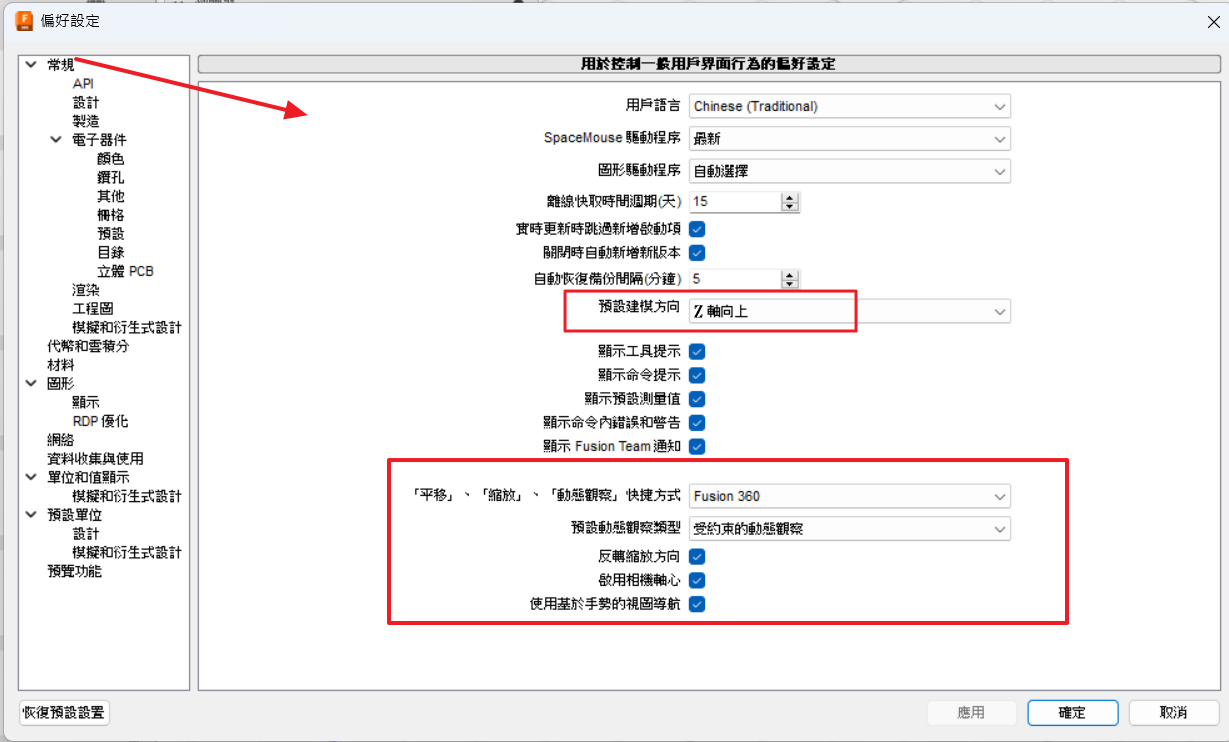 偏好設定
常規
API
設計
製造
電子器件
顏色
鑽孔
其他
柵格
預設
目錄
立體 PCB
渲染
工程圖
模擬和衍生式設計
代幣和雲積分
材料
圖形
顯示
RDP 優化
網絡
資料收集與使用
單位和值顯示
模擬和衍生式設計
預設單位
設計
模擬和衍生式設計
預覽功能
用於控制一般用戶界面行為的偏好設定
用戶語言 Chinese (Traditional)
SpaceMouse 驅動程序 最新
圖形驅動程序 自動選擇
離線快取時間週期(天) 15
實時更新時跳過新增啟動項
關閉時自動新增新版本
自動恢復備份間隔(分鐘) 5
預設建模方向 Z 軸向上
顯示工具提示
顯示命令提示
顯示預設測量值
顯示命令內錯誤和警告
顯示 Fusion Team 通知
「平移」、「縮放」、「動態觀察」快捷方式 Fusion 360
預設動態觀察類型 受約束的動態觀察
反轉縮放方向
啟用相機軸心
使用基於手勢的視圖導航
恢復預設設置
應用
確定
取消